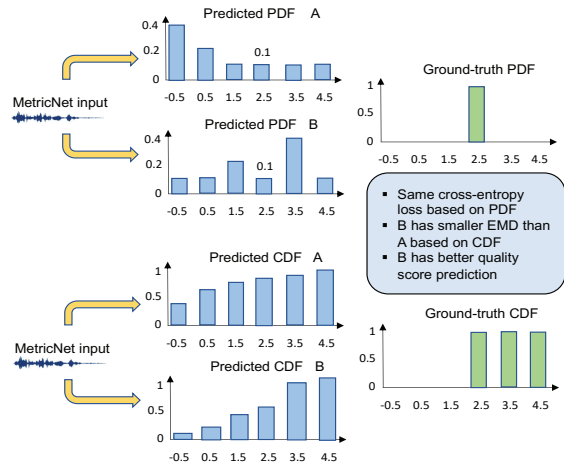 Predicted PDF A
0.4
0.2
0
0.1
-0.5 0.5 1.5 2.5 3.5 4.5
MetricNet input
Predicted PDF B
0.4
0.2
0
0.1
-0.5 0.5 1.5 2.5 3.5 4.5
Ground-truth PDF
1
0.5
0
-0.5 0.5 1.5 2.5 3.5 4.5
• Same cross-entropy
loss based on PDF
• B has smaller EMD than
A based on CDF
• B has better quality
score prediction
Predicted CDF A
1
0.5
0
-0.5 0.5 1.5 2.5 3.5 4.5
MetricNet input
Predicted CDF B
1
0.5
0
-0.5 0.5 1.5 2.5 3.5 4.5
Ground-truth CDF
1
0.5
0
-0.5 0.5 1.5 2.5 3.5 4.5